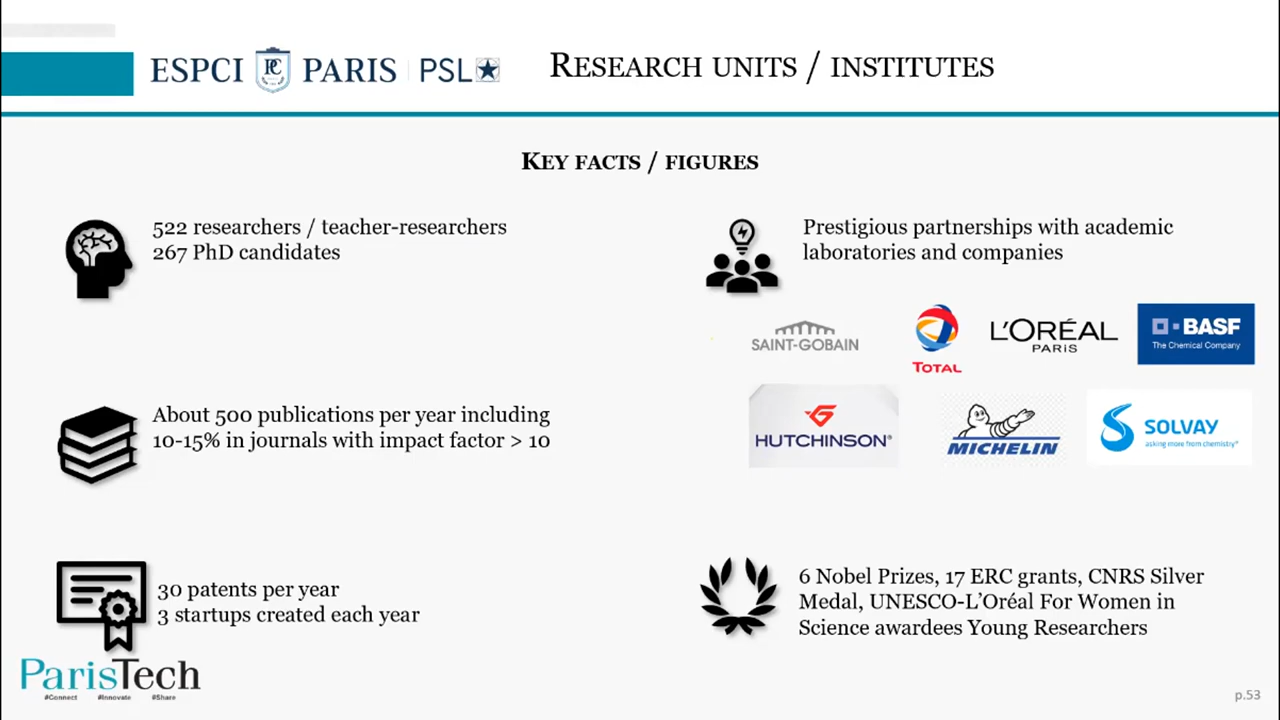 ESPCI PARIS PSL
RESEARCH UNITS / INSTITUTES
KEY FACTS / FIGURES
522 researchers / teacher-researchers
267 PhD candidates
About 500 publications per year including
10-15% in journals with impact factor > 10
30 patents per year
3 startups created each year
Prestigious partnerships with academic
laboratories and companies
SAINT-GOBAIN
TOTAL
L'ORÉAL
PARIS
BASF
The Chemical Company
HUTCHINSON®
MICHELIN
SOLVAY
asking more from chemistry®
6 Nobel Prizes, 17 ERC grants, CNRS Silver
Medal, UNESCO-L’Oréal For Women in
Science awardees Young Researchers
ParisTech
#Connect #Innovate #Share
p.53